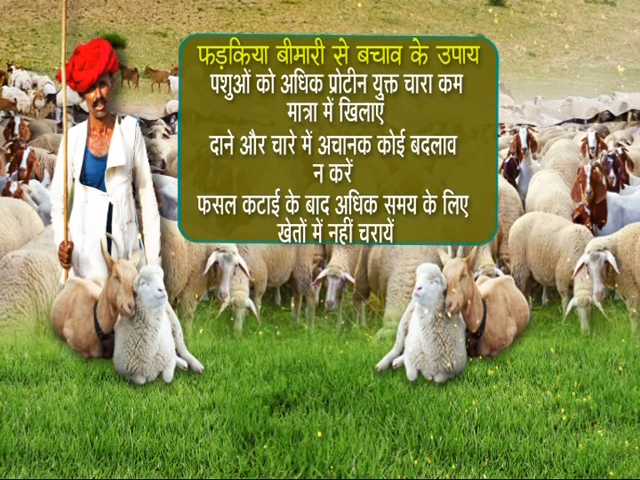 फड़किया बीमारी से बचाव के उपाय
पशुओं को अधिक प्रोटीन युक्त चारा कम
मात्रा में खिलाएं
दाने और चारे में अचानक कोई बदलाव
न करें
फसल कटाई के बाद अधिक समय के लिए
खेतों में नहीं चरायें